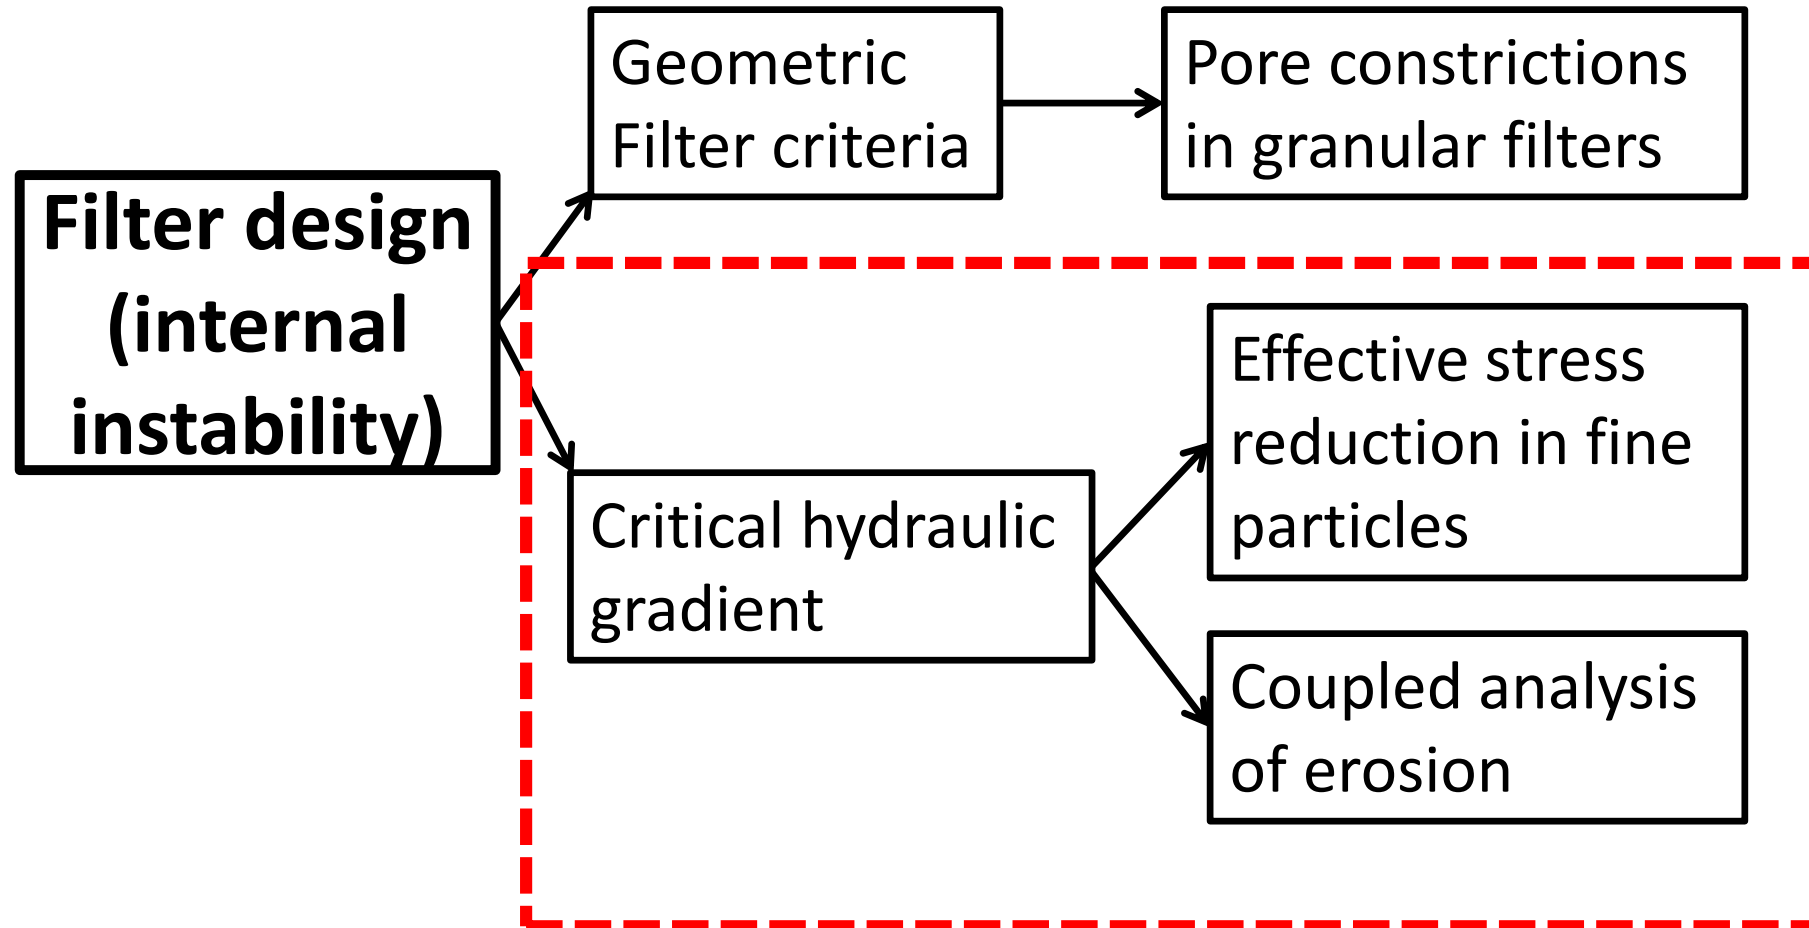 Filter design
(internal
instability)
Geometric
Filter criteria
Pore constrictions
in granular filters
Critical hydraulic
gradient
Effective stress
reduction in fine
particles
Coupled analysis
of erosion